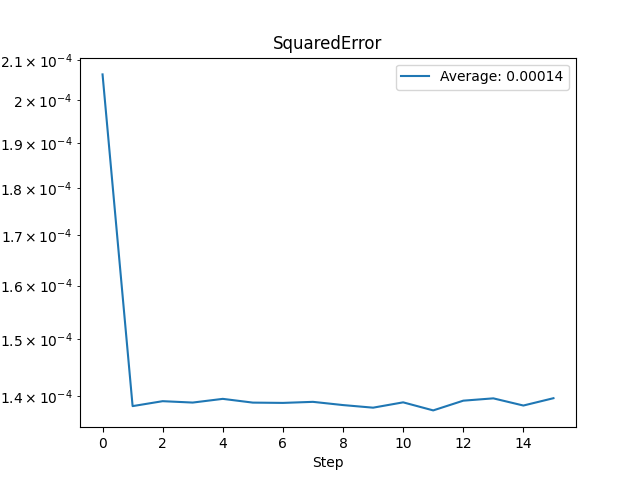 SquaredError
Average: 0.00014
2.1 × 10⁻⁴
2 × 10⁻⁴
1.9 × 10⁻⁴
1.8 × 10⁻⁴
1.7 × 10⁻⁴
1.6 × 10⁻⁴
1.5 × 10⁻⁴
1.4 × 10⁻⁴
0 2 4 6 8 10 12 14
Step